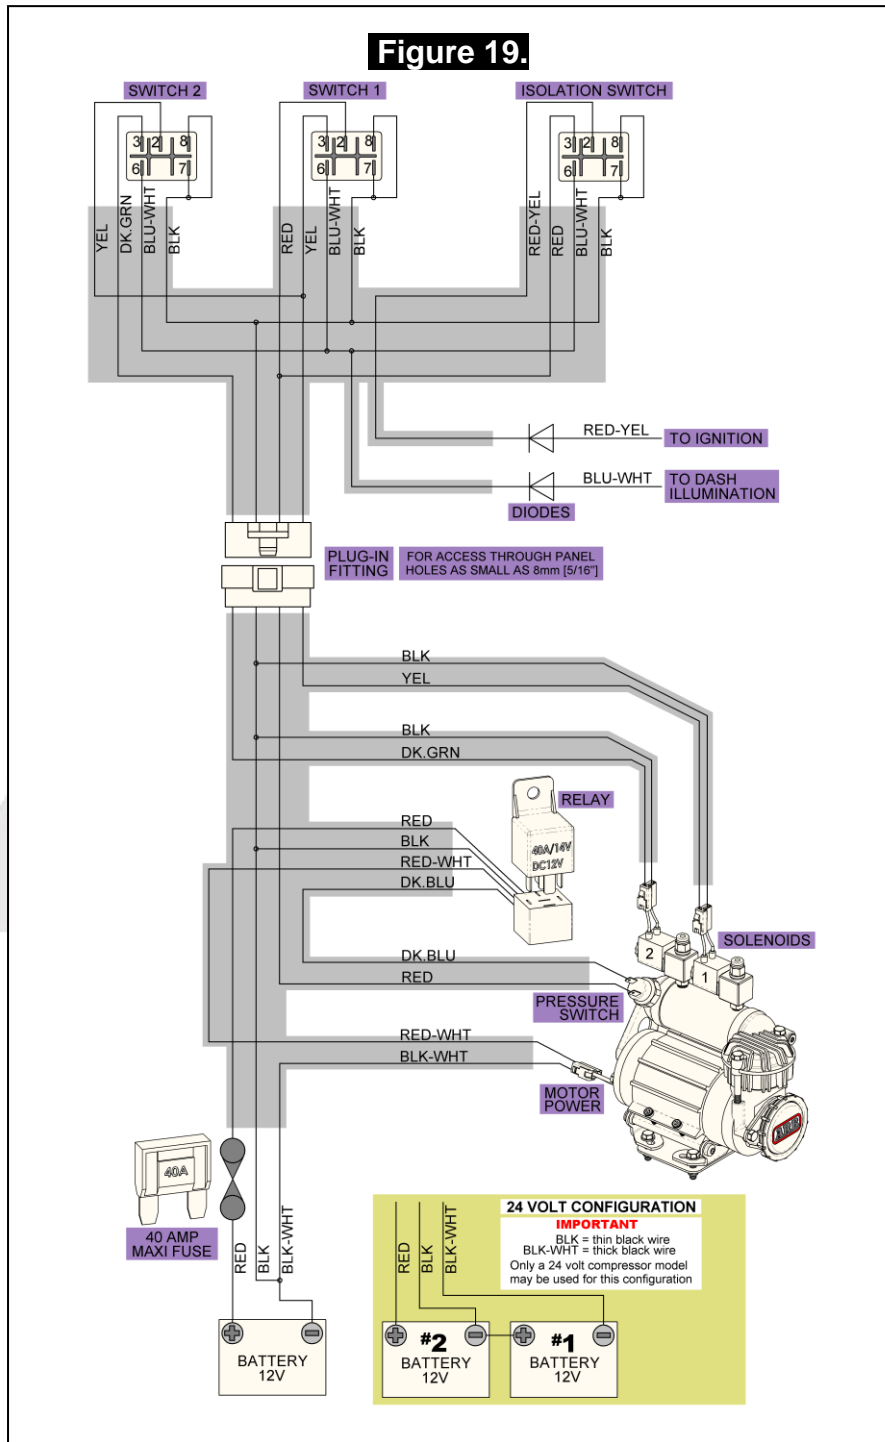 Figure 19.
SWITCH 2
SWITCH 1
ISOLATION SWITCH
3 2 8
6 7
3 2 8
6 7
3 2 8
6 7
YEL
DK.GRN
BLU-WHT
BLK
RED
YEL
BLU-WHT
BLK
RED-YEL
RED
BLU-WHT
BLK
RED-YEL
TO IGNITION
BLU-WHT
TO DASH
ILLUMINATION
DIODES
PLUG-IN
FITTING
FOR ACCESS THROUGH PANEL
HOLES AS SMALL AS 8mm [5/16"]
BLK
YEL
BLK
DK.GRN
RELAY
40A/14V
DC12V
RED
BLK
RED-WHT
DK.BLU
SOLENOIDS
2
1
DK.BLU
RED
PRESSURE
SWITCH
RED-WHT
BLK-WHT
MOTOR
POWER
ARB
40A
40 AMP
MAXI FUSE
RED
BLK
BLK-WHT
BATTERY
12V
24 VOLT CONFIGURATION
IMPORTANT
BLK = thin black wire
BLK-WHT = thick black wire
Only a 24 volt compressor model
may be used for this configuration
RED
BLK
BLK-WHT
#2
BATTERY
12V
#1
BATTERY
12V